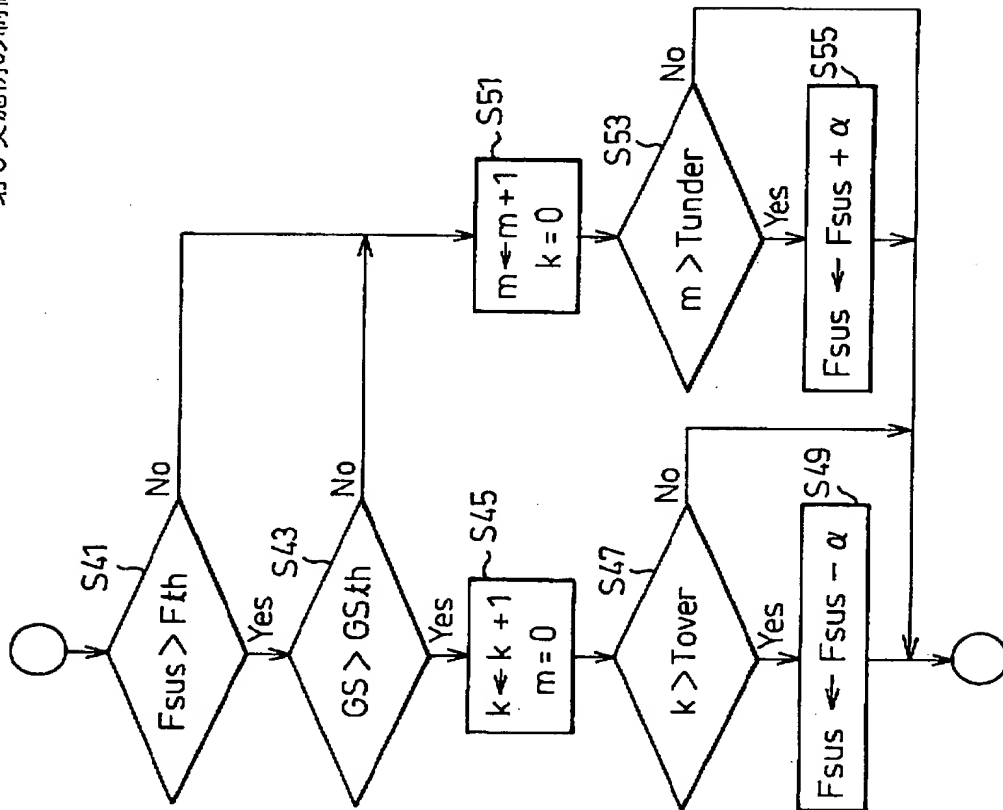 S41
Fsus > Fth
No
Yes
S43
GS > GSth
No
Yes
S45
k ← k + 1
m = 0
S47
k > Tover
No
Yes
S49
Fsus ← Fsus − α
S51
m ← m + 1
k = 0
S53
m > Tunder
No
Yes
S55
Fsus ← Fsus + α